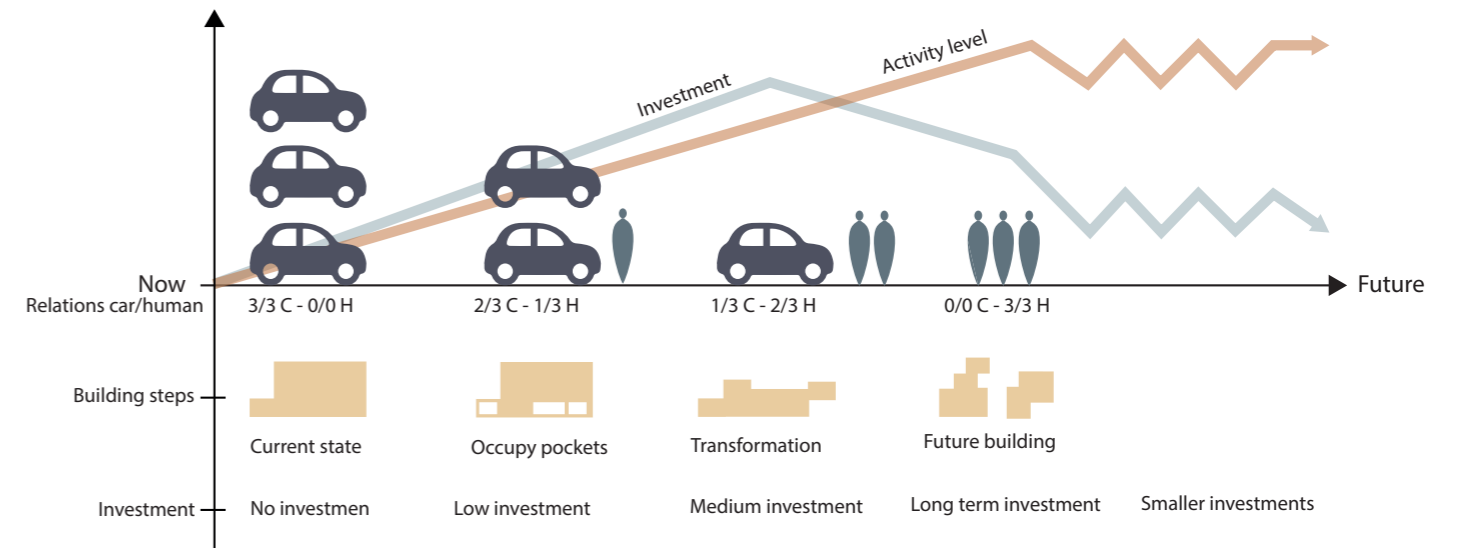 Investment
Activity level
Now
Future
Relations car/human
3/3 C - 0/0 H
2/3 C - 1/3 H
1/3 C - 2/3 H
0/0 C - 3/3 H
Building steps
Current state
Occupy pockets
Transformation
Future building
Investment
No investmen
Low investment
Medium investment
Long term investment
Smaller investments